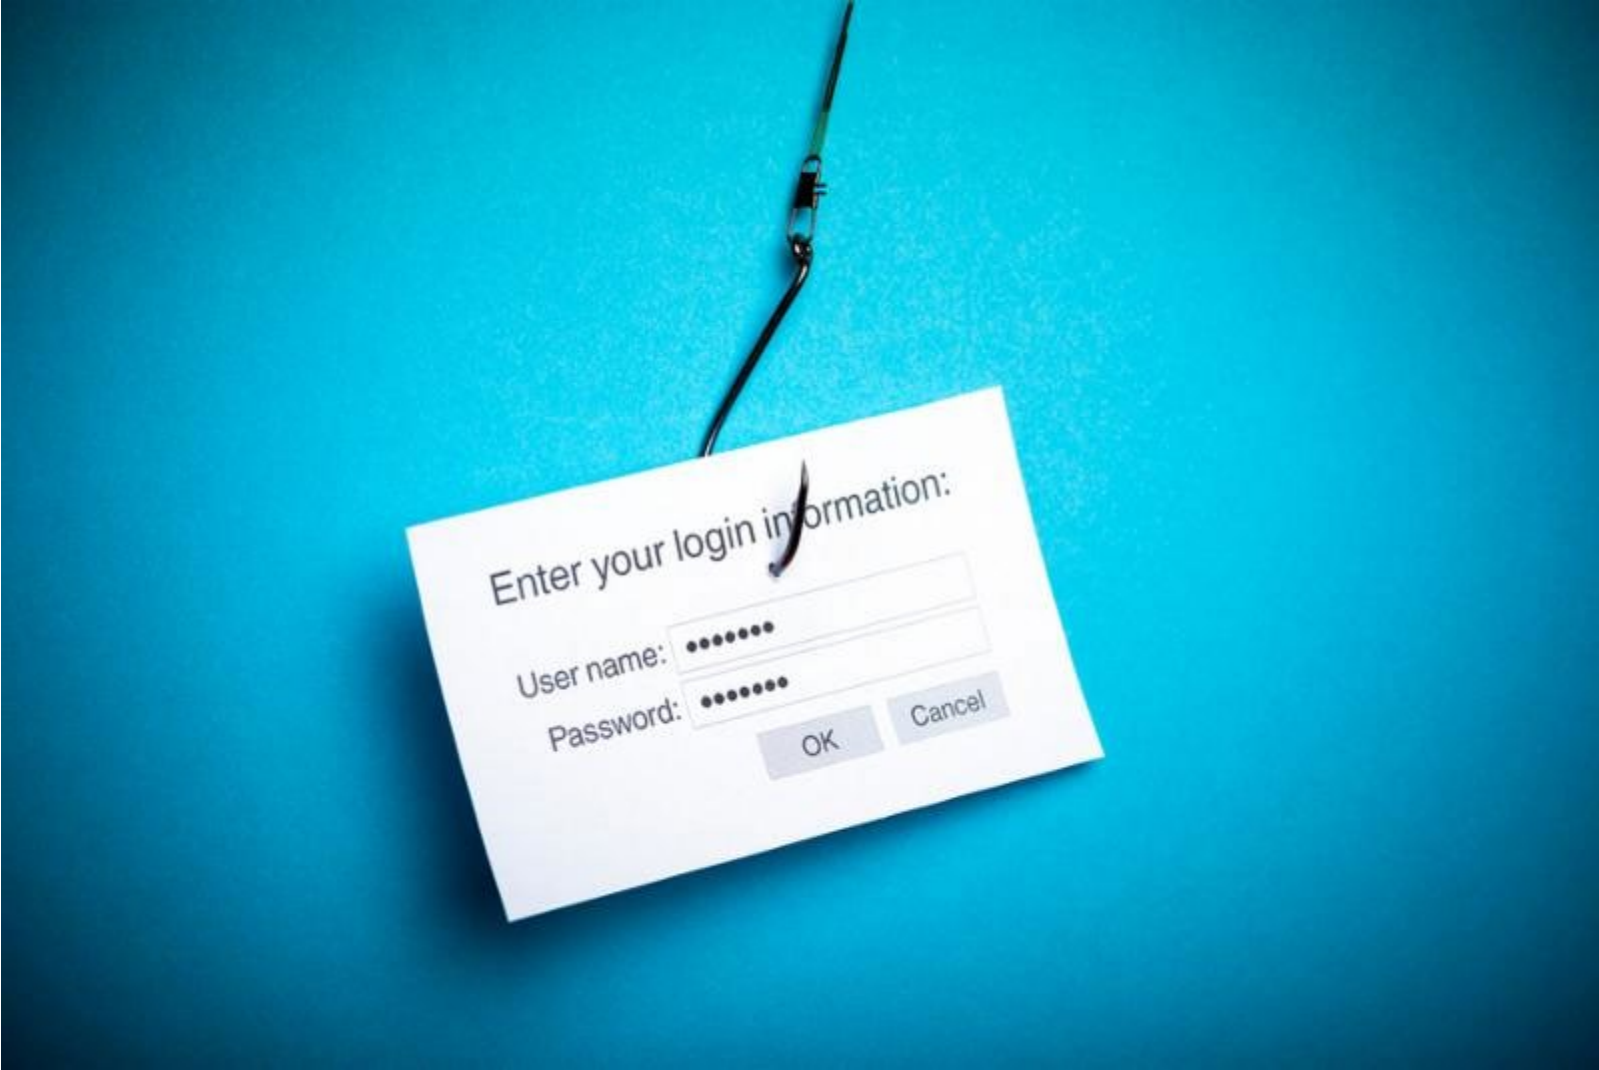 Enter your login information:
User name: •••••••
Password: •••••••
OK Cancel